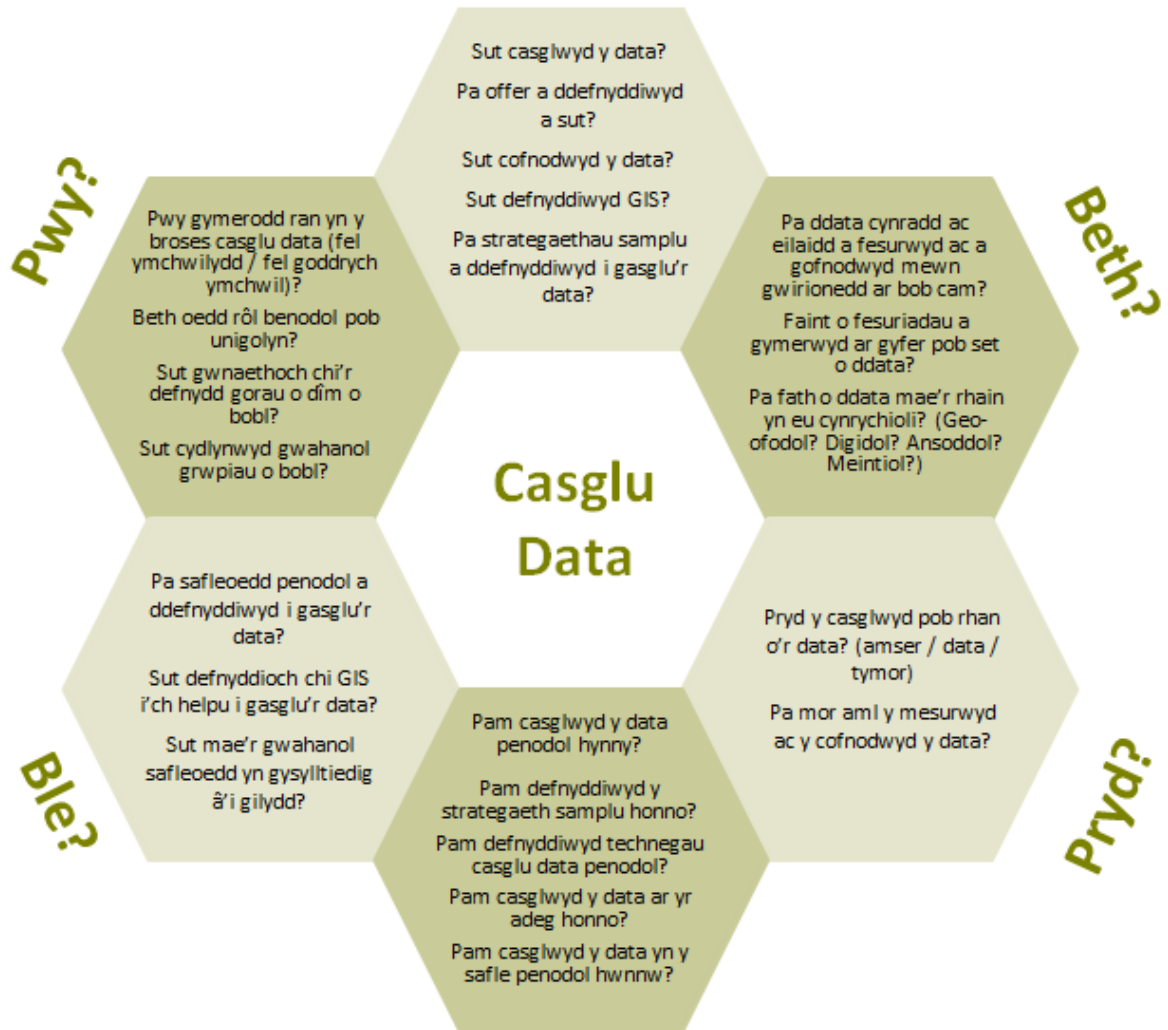 Sut casglwyd y data?
Pa offer a ddefnyddiwyd
a sut?
Sut cofnodwyd y data?
Sut defnyddiwyd GIS?
Pa strategaethau samplu
a ddefnyddiwyd i gasglu'r
data?
Pwy?
Pwy gymerodd ran yn y
broses casglu data (fel
ymchwilydd / fel goddrych
ymchwil)?
Beth oedd rôl benodol pob
unigolyn?
Sut gwnaethoch chi'r
defnydd gorau o dîm o
bobl?
Sut cydlynwyd gwahanol
grwpiau o bobl?
Beth?
Pa ddata cynradd ac
eilaidd a fesurwyd ac a
gofnodwyd mewn
gwirionedd ar bob cam?
Faint o fesuriadau a
gymerwyd ar gyfer pob set
o ddata?
Pa fath o ddata mae'r rhain
yn eu cynrychioli? (Geo-
ofodol? Digidol? Ansoddol?
Meintiol?)
Casglu
Data
Pa safleoedd penodol a
ddefnyddiwyd i gasglu'r
data?
Sut defnyddioch chi GIS
i'ch helpu i gasglu'r data?
Sut mae'r gwahanol
safleoedd yn gysylltiedig
â'i gilydd?
Ble?
Pryd y casglwyd pob rhan
o'r data? (amser / data /
tymor)
Pa mor aml y mesurwyd
ac y cofnodwyd y data?
Pryd?
Pam casglwyd y data
penodol hynny?
Pam defnyddiwyd y
strategaeth samplu honno?
Pam defnyddiwyd technegau
casglu data penodol?
Pam casglwyd y data ar yr
adeg honno?
Pam casglwyd y data yn y
safle penodol hwnnw?